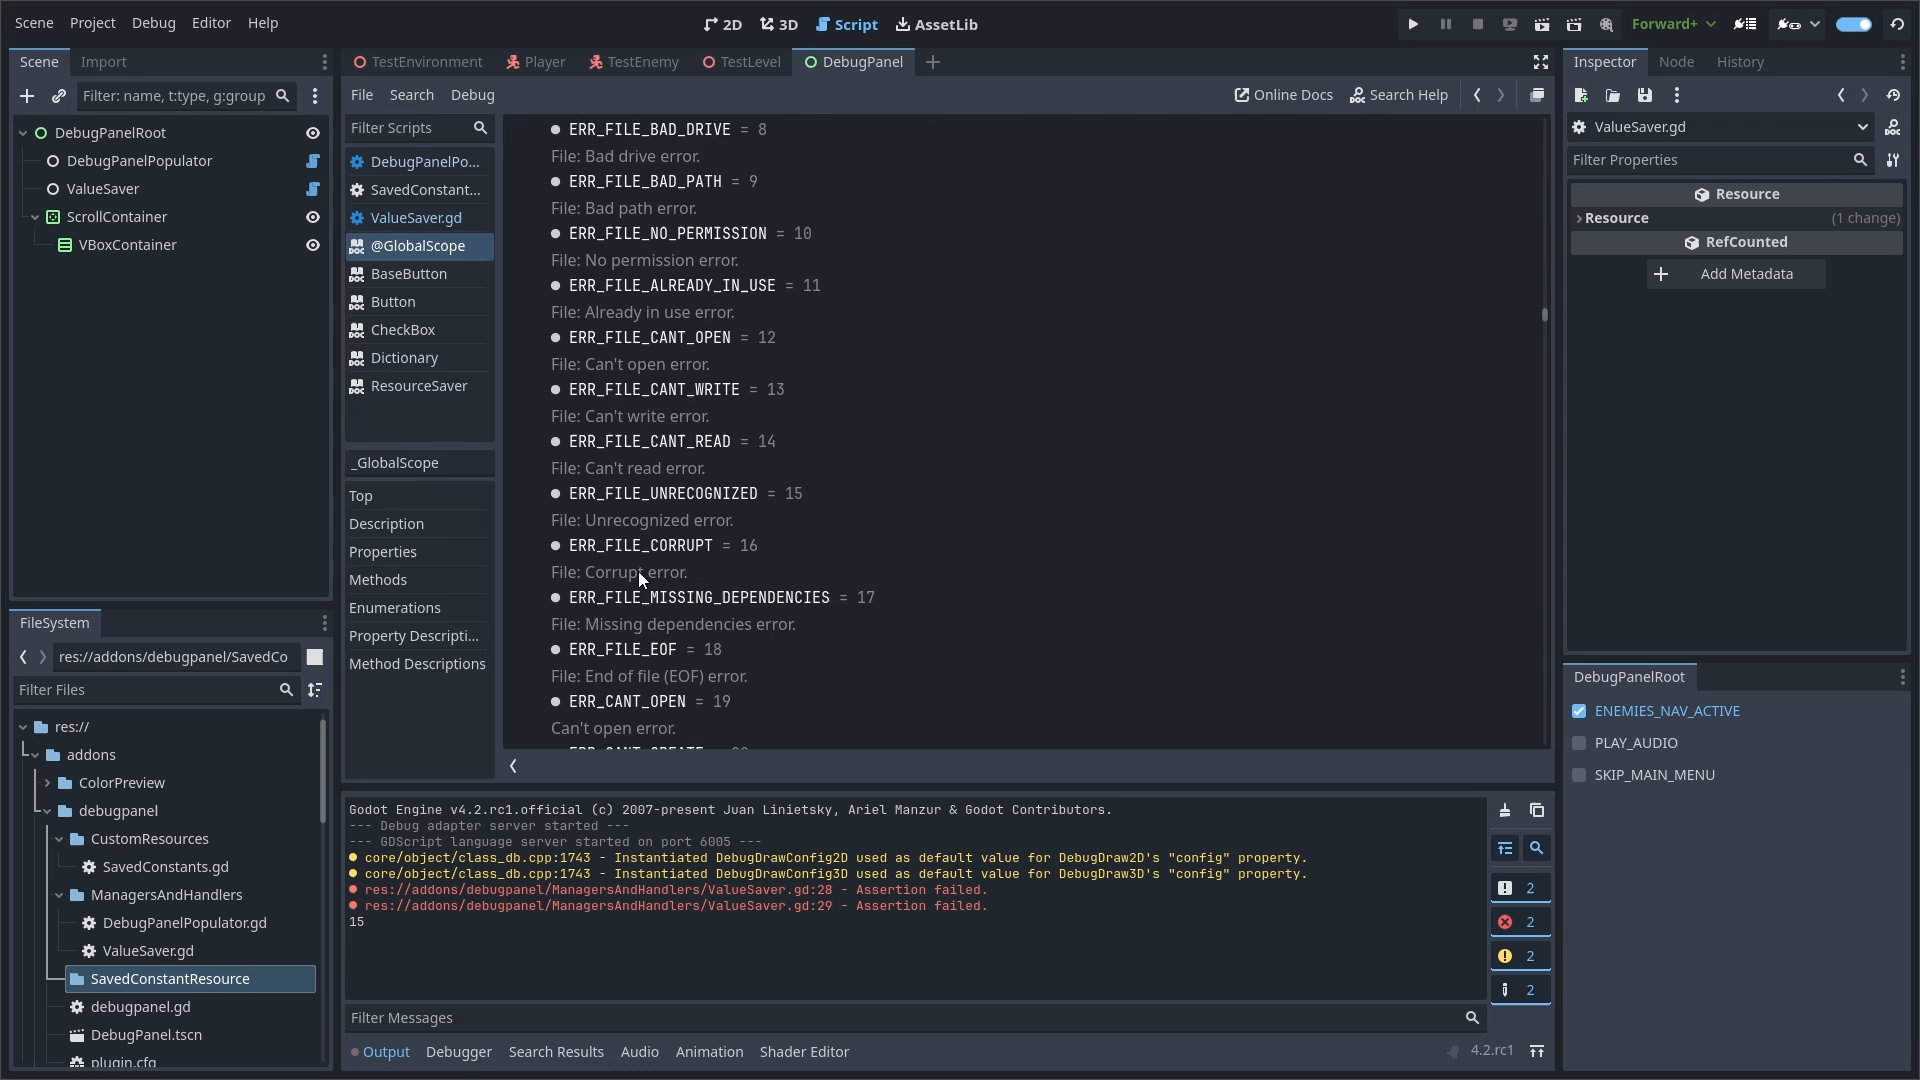 Scene Project Debug Editor Help
2D 3D Script AssetLib
Forward+
Scene Import
Filter: name, t:type, g:group
DebugPanelRoot
DebugPanelPopulator
ValueSaver
ScrollContainer
VBoxContainer
FileSystem
res://addons/debugpanel/SavedCo
Filter Files
res://
addons
ColorPreview
debugpanel
CustomResources
SavedConstants.gd
ManagersAndHandlers
DebugPanelPopulator.gd
ValueSaver.gd
SavedConstantResource
debugpanel.gd
DebugPanel.tscn
plugin.cfg
TestEnvironment Player TestEnemy TestLevel DebugPanel
File Search Debug
Online Docs Search Help
Filter Scripts
DebugPanelPo...
SavedConstant...
ValueSaver.gd
@GlobalScope
BaseButton
Button
CheckBox
Dictionary
ResourceSaver
_GlobalScope
Top
Description
Properties
Methods
Enumerations
Property Descripti...
Method Descriptions
ERR_FILE_BAD_DRIVE = 8
File: Bad drive error.
ERR_FILE_BAD_PATH = 9
File: Bad path error.
ERR_FILE_NO_PERMISSION = 10
File: No permission error.
ERR_FILE_ALREADY_IN_USE = 11
File: Already in use error.
ERR_FILE_CANT_OPEN = 12
File: Can't open error.
ERR_FILE_CANT_WRITE = 13
File: Can't write error.
ERR_FILE_CANT_READ = 14
File: Can't read error.
ERR_FILE_UNRECOGNIZED = 15
File: Unrecognized error.
ERR_FILE_CORRUPT = 16
File: Corrupt error.
ERR_FILE_MISSING_DEPENDENCIES = 17
File: Missing dependencies error.
ERR_FILE_EOF = 18
File: End of file (EOF) error.
ERR_CANT_OPEN = 19
Can't open error.
Godot Engine v4.2.rc1.official (c) 2007-present Juan Linietsky, Ariel Manzur & Godot Contributors.
--- Debug adapter server started ---
--- GDScript language server started on port 6005 ---
core/object/class_db.cpp:1743 - Instantiated DebugDrawConfig2D used as default value for DebugDraw2D's "config" property.
core/object/class_db.cpp:1743 - Instantiated DebugDrawConfig3D used as default value for DebugDraw3D's "config" property.
res://addons/debugpanel/ManagersAndHandlers/ValueSaver.gd:28 - Assertion failed.
res://addons/debugpanel/ManagersAndHandlers/ValueSaver.gd:29 - Assertion failed.
15
2
2
2
2
Filter Messages
Output Debugger Search Results Audio Animation Shader Editor
4.2.rc1
Inspector Node History
ValueSaver.gd
Filter Properties
Resource
Resource (1 change)
RefCounted
Add Metadata
DebugPanelRoot
ENEMIES_NAV_ACTIVE
PLAY_AUDIO
SKIP_MAIN_MENU